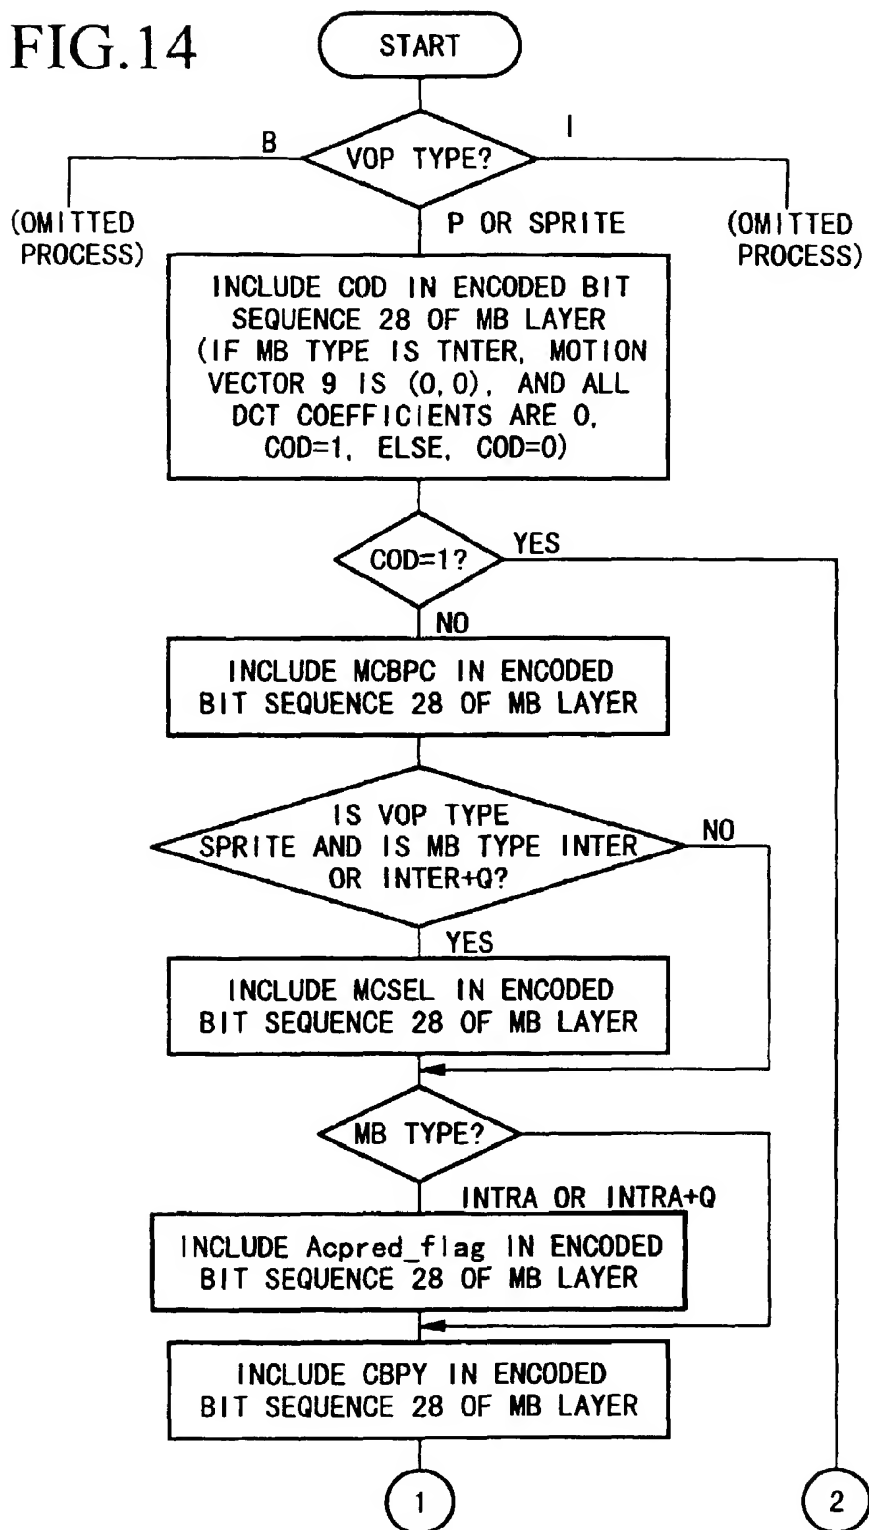 FIG.14
START
B
VOP TYPE?
I
(OMITTED
PROCESS)
P OR SPRITE
(OMITTED
PROCESS)
INCLUDE COD IN ENCODED BIT
SEQUENCE 28 OF MB LAYER
(IF MB TYPE IS TNTER, MOTION
VECTOR 9 IS (0,0), AND ALL
DCT COEFFICIENTS ARE 0,
COD=1, ELSE, COD=0)
COD=1?
YES
NO
INCLUDE MCBPC IN ENCODED
BIT SEQUENCE 28 OF MB LAYER
IS VOP TYPE
SPRITE AND IS MB TYPE INTER
OR INTER+Q?
NO
YES
INCLUDE MCSEL IN ENCODED
BIT SEQUENCE 28 OF MB LAYER
MB TYPE?
INTRA OR INTRA+Q
INCLUDE Acpred_flag IN ENCODED
BIT SEQUENCE 28 OF MB LAYER
INCLUDE CBPY IN ENCODED
BIT SEQUENCE 28 OF MB LAYER
1
2